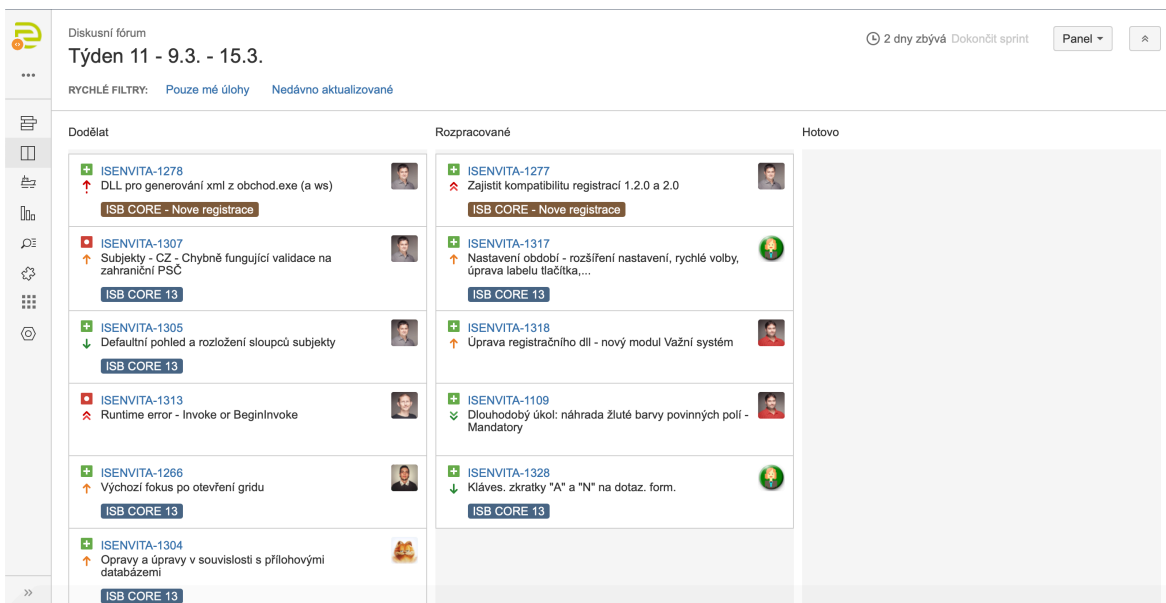 Diskusní fórum
Týden 11 - 9.3. - 15.3.
2 dny zbývá Dokončit sprint
Panel
RYCHLÉ FILTRY: Pouze mé úlohy Nedávno aktualizované
Dodělat
ISENVITA-1278
DLL pro generování xml z obchod.exe (a ws)
ISB CORE - Nove registrace
ISENVITA-1307
Subjekty - CZ - Chybně fungující validace na
zahraniční PSČ
ISB CORE 13
ISENVITA-1305
Defaultní pohled a rozložení sloupců subjekty
ISB CORE 13
ISENVITA-1313
Runtime error - Invoke or BeginInvoke
ISENVITA-1266
Výchozí fokus po otevření gridu
ISB CORE 13
ISENVITA-1304
Opravy a úpravy v souvislosti s přílohovými
databázemi
ISB CORE 13
Rozpracované
ISENVITA-1277
Zajistit kompatibilitu registrací 1.2.0 a 2.0
ISB CORE - Nove registrace
ISENVITA-1317
Nastavení období - rozšíření nastavení, rychlé volby,
úprava labelu tlačítka,...
ISB CORE 13
ISENVITA-1318
Úprava registračního dll - nový modul Važní systém
ISENVITA-1109
Dlouhodobý úkol: náhrada žluté barvy povinných polí -
Mandatory
ISENVITA-1328
Kláves. zkratky "A" a "N" na dotaz. form.
ISB CORE 13
Hotovo